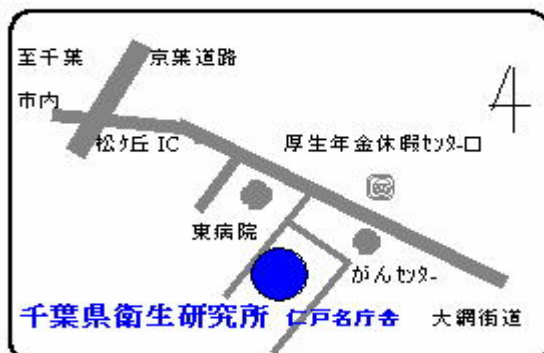 至千葉 京葉道路
市内
松ヶ丘 IC 厚生年金休暇ｾﾝﾀｰ口
東病院
がんｾﾝﾀｰ
千葉県衛生研究所 仁戸名庁舎 大網街道